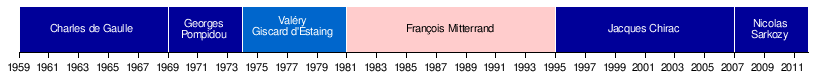 Charles de Gaulle
Georges
Pompidou
Valéry
Giscard d'Estaing
François Mitterrand
Jacques Chirac
Nicolas
Sarkozy
1959 1961 1963 1965 1967 1969 1971 1973 1975 1977 1979 1981 1983 1985 1987 1989 1991 1993 1995 1997 1999 2001 2003 2005 2007 2009 2011